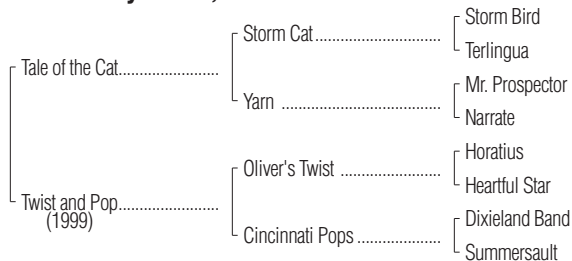 Storm Bird
Storm Cat
Terlingua
Tale of the Cat
Mr. Prospector
Yarn
Narrate
Horatius
Oliver's Twist
Heartful Star
Twist and Pop
(1999)
Dixieland Band
Cincinnati Pops
Summersault